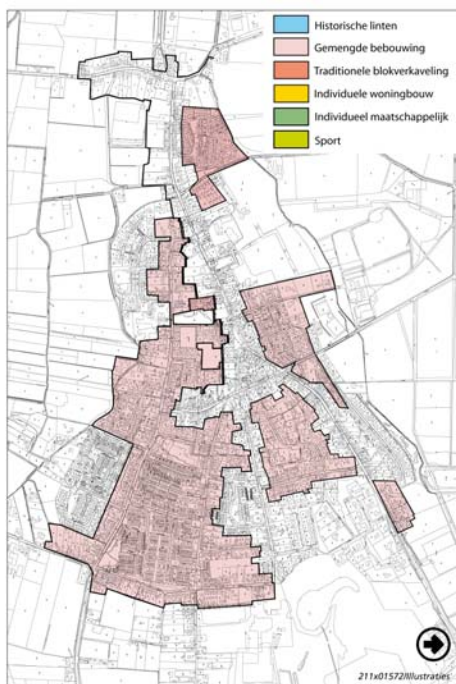 Historische linten
Gemengde bebouwing
Traditionele blokverkaveling
Individuele woningbouw
Individueel maatschappelijk
Sport
211x01572/Illustraties